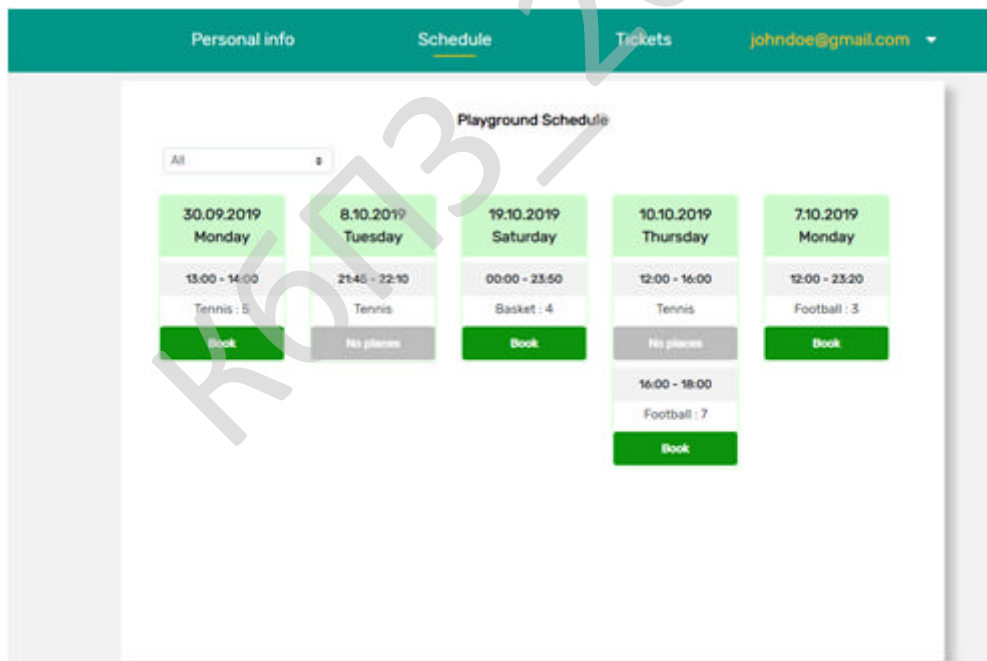 Personal info Schedule Tickets johndoe@gmail.com
Playground Schedule
All
30.09.2019 8.10.2019 19.10.2019 10.10.2019 7.10.2019
Monday Tuesday Saturday Thursday Monday
13:00 - 14:00 21:45 - 22:10 00:00 - 23:50 12:00 - 16:00 12:00 - 23:20
Tennis : 5 Tennis Basket : 4 Tennis Football : 3
Book No places Book No places Book
16:00 - 18:00
Football : 7
Book
КБПЗ_20